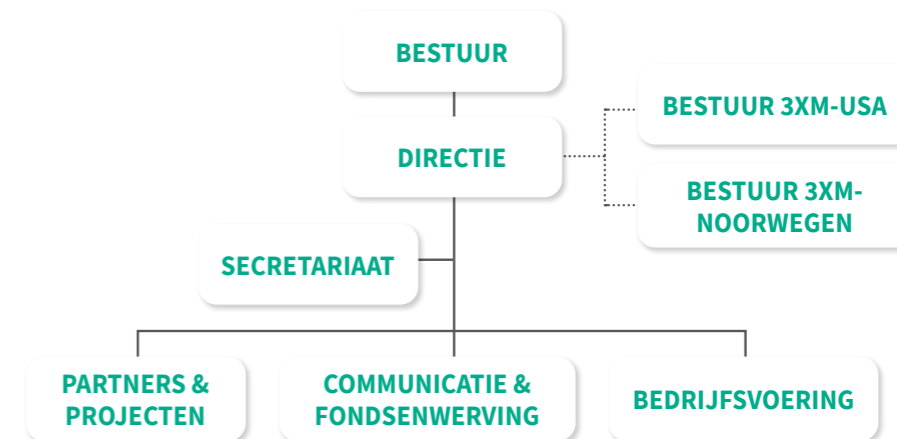 BESTUUR
BESTUUR 3XM-USA
DIRECTIE
BESTUUR 3XM-
NOORWEGEN
SECRETARIAAT
PARTNERS &
PROJECTEN
COMMUNICATIE &
FONDSENWERVING
BEDRIJFSVOERING